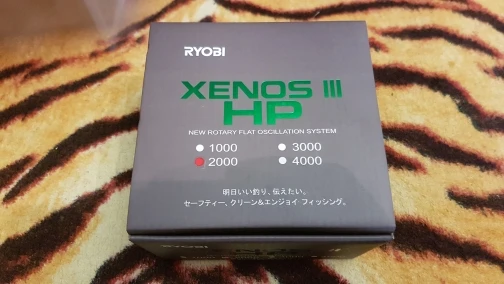 RYOBI
XENOS III
HP
NEW ROTARY FLAT OSCILLATION SYSTEM
1000 3000
2000 4000
明日いい釣り、伝えたい。
セーフティー、クリーン&エンジョイ フィッシング。
RYOBI